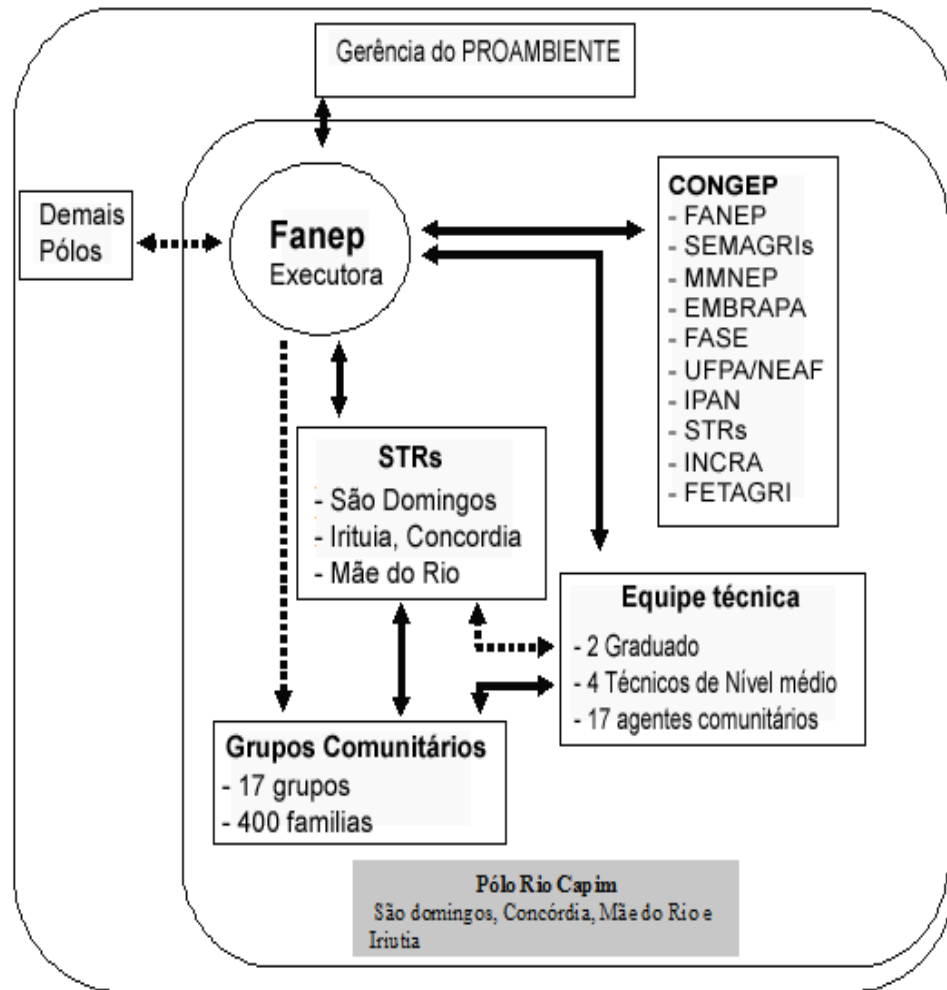 Gerência do PROAMBIENTE
Demais
Pólos
Fanep
Executora
CONGEP
- FANEP
- SEMAGRIs
- MMNEP
- EMBRAPA
- FASE
- UFPA/NEAF
- IPAN
- STRs
- INCRA
- FETAGRI
STRs
- São Domingos
- Irituia, Concordia
- Mãe do Rio
Equipe técnica
- 2 Graduado
- 4 Técnicos de Nível médio
- 17 agentes comunitários
Grupos Comunitários
- 17 grupos
- 400 familias
Pólo Rio Capim
São domingos, Concórdia, Mãe do Rio e
Iriutia